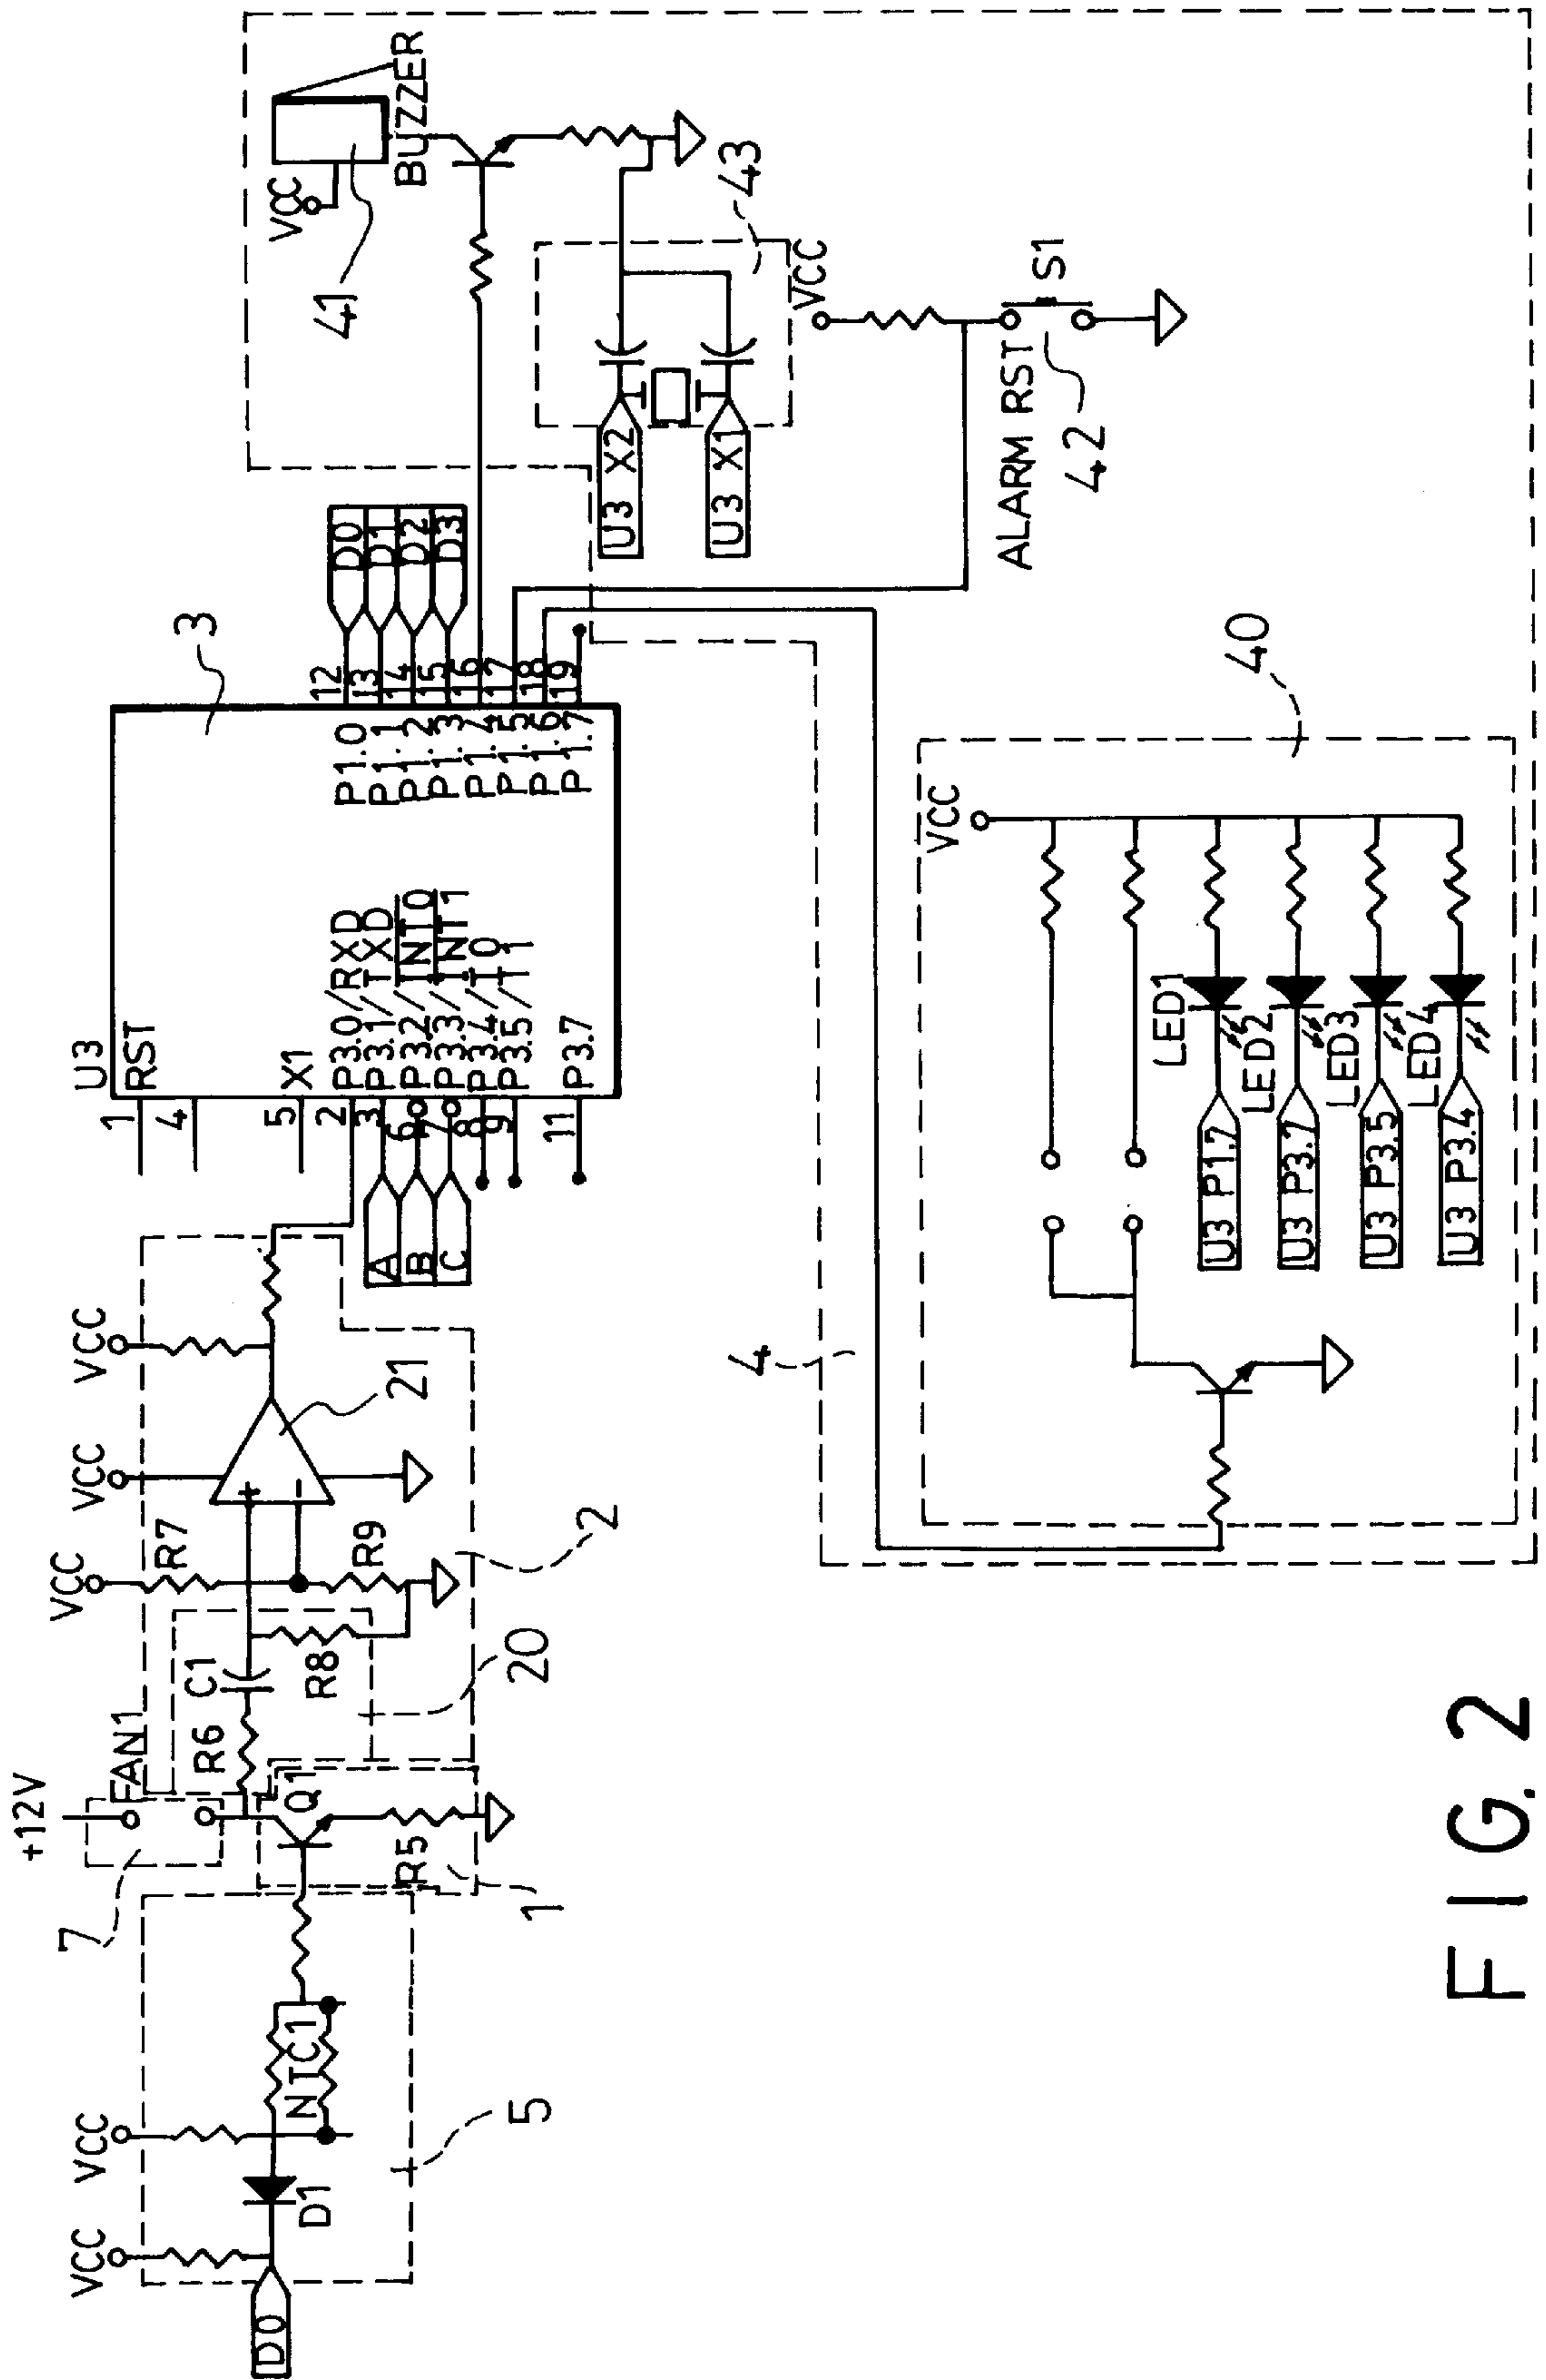 +12V
7
FAN1
VCC
VCC
D0
D1
NTC1
5
R6
C1
R8
Q1
R5
1
20
VCC
R7
R9
2
VCC
VCC
+
-
21
A
B
C
U3
3
1
RST
4
5
X1
2
P3.0/RXD
3
P3.1/TXD
6
P3.2/INT0
7
P3.3/INT1
8
P3.4/T0
9
P3.5/T1
11
P3.7
P1.0
12
D0
P1.1
13
D1
P1.2
14
D2
P1.3
15
D3
P1.4
16
P1.5
17
P1.6
18
P1.7
19
VCC
41
BUZZER
43
U3 X2
U3 X1
VCC
ALARM RST
S1
42
4
40
VCC
LED1
U3 P1.7
LED2
U3 P3.7
LED3
U3 P3.5
LED4
U3 P3.4
FIG. 2